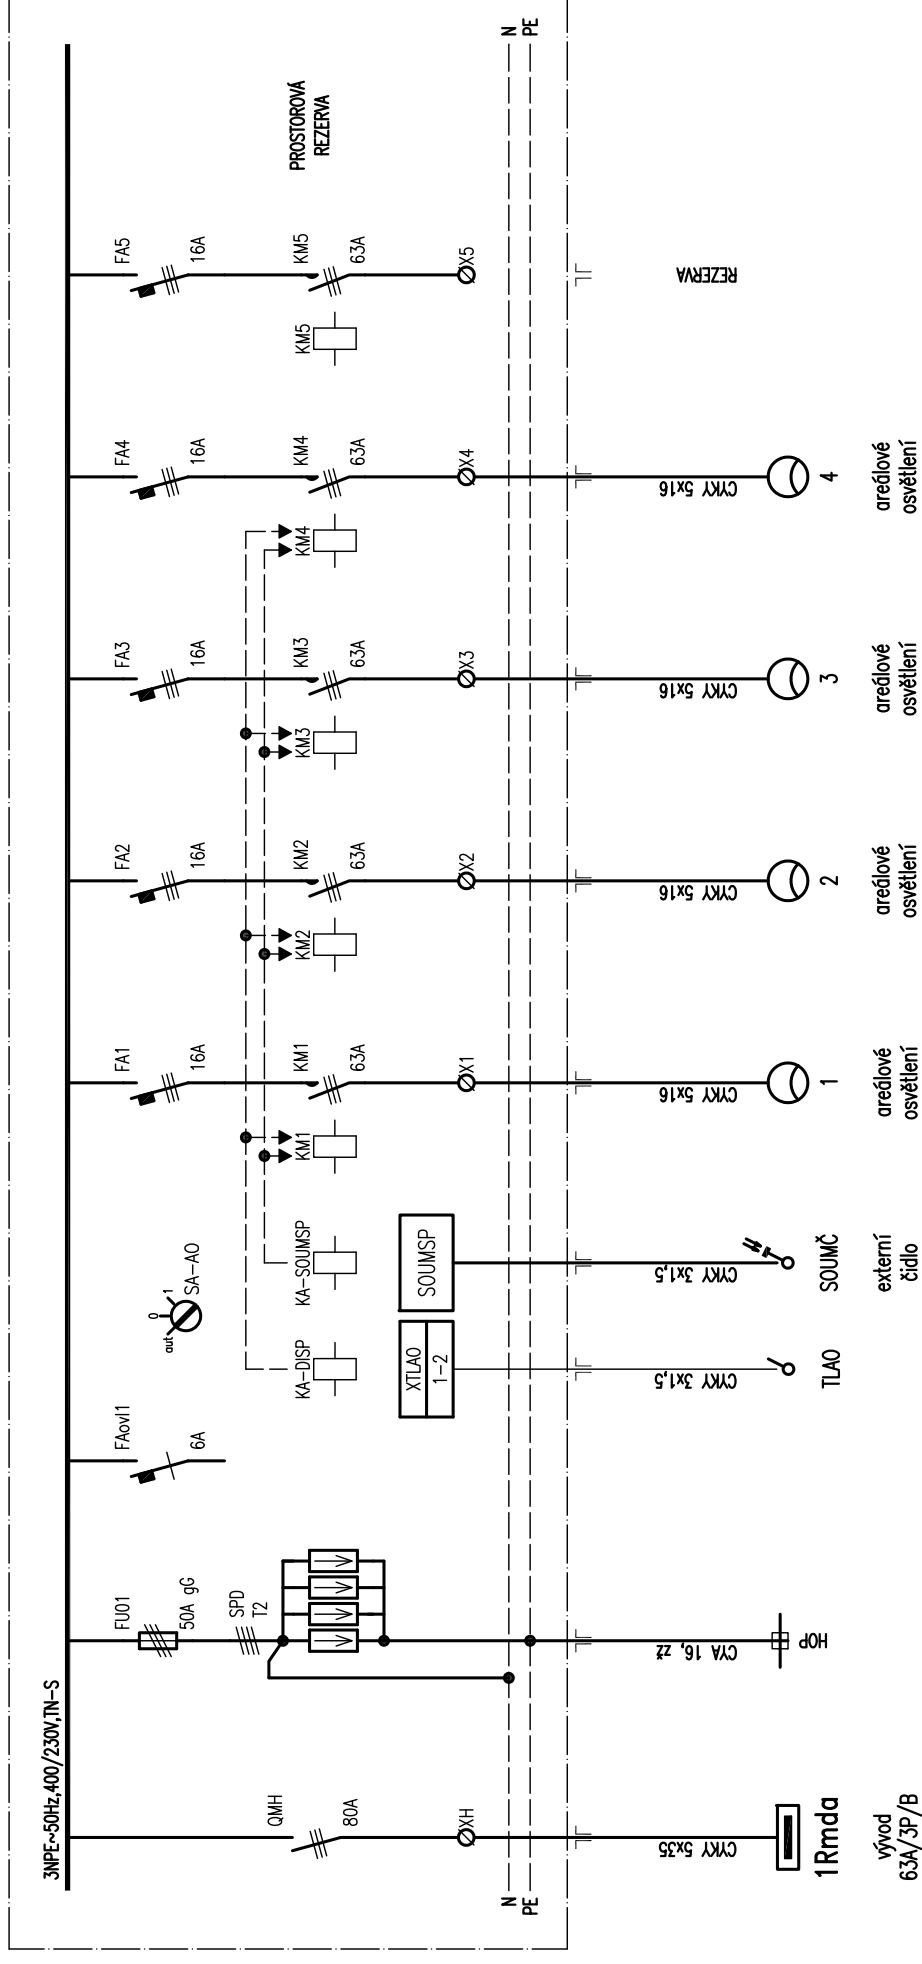 3NPE~50Hz,400/230V,TN-S
QMH
80A
XH
N
PE
CYKY 5x35
1Rmda
vývod
63A/3P/B
FU01
50A gG
SPD
T2
CYA 16, zž
HOP
FAovl1
6A
aut
0
1
SA-AO
KA-DISP
XTLAO
1-2
CYKY 3x1,5
TLAO
KA-SOUMSP
SOUMSP
CYKY 3x1,5
SOUMČ
externí
čidlo
FA1
16A
KM1
63A
KM1
X1
CYKY 5x16
1
areálové
osvětlení
FA2
16A
KM2
63A
KM2
X2
CYKY 5x16
2
areálové
osvětlení
FA3
16A
KM3
63A
KM3
X3
CYKY 5x16
3
areálové
osvětlení
FA4
16A
KM4
63A
KM4
X4
CYKY 5x16
4
areálové
osvětlení
FA5
16A
KM5
63A
KM5
X5
REZERVA
PROSTOROVÁ
REZERVA
N
PE